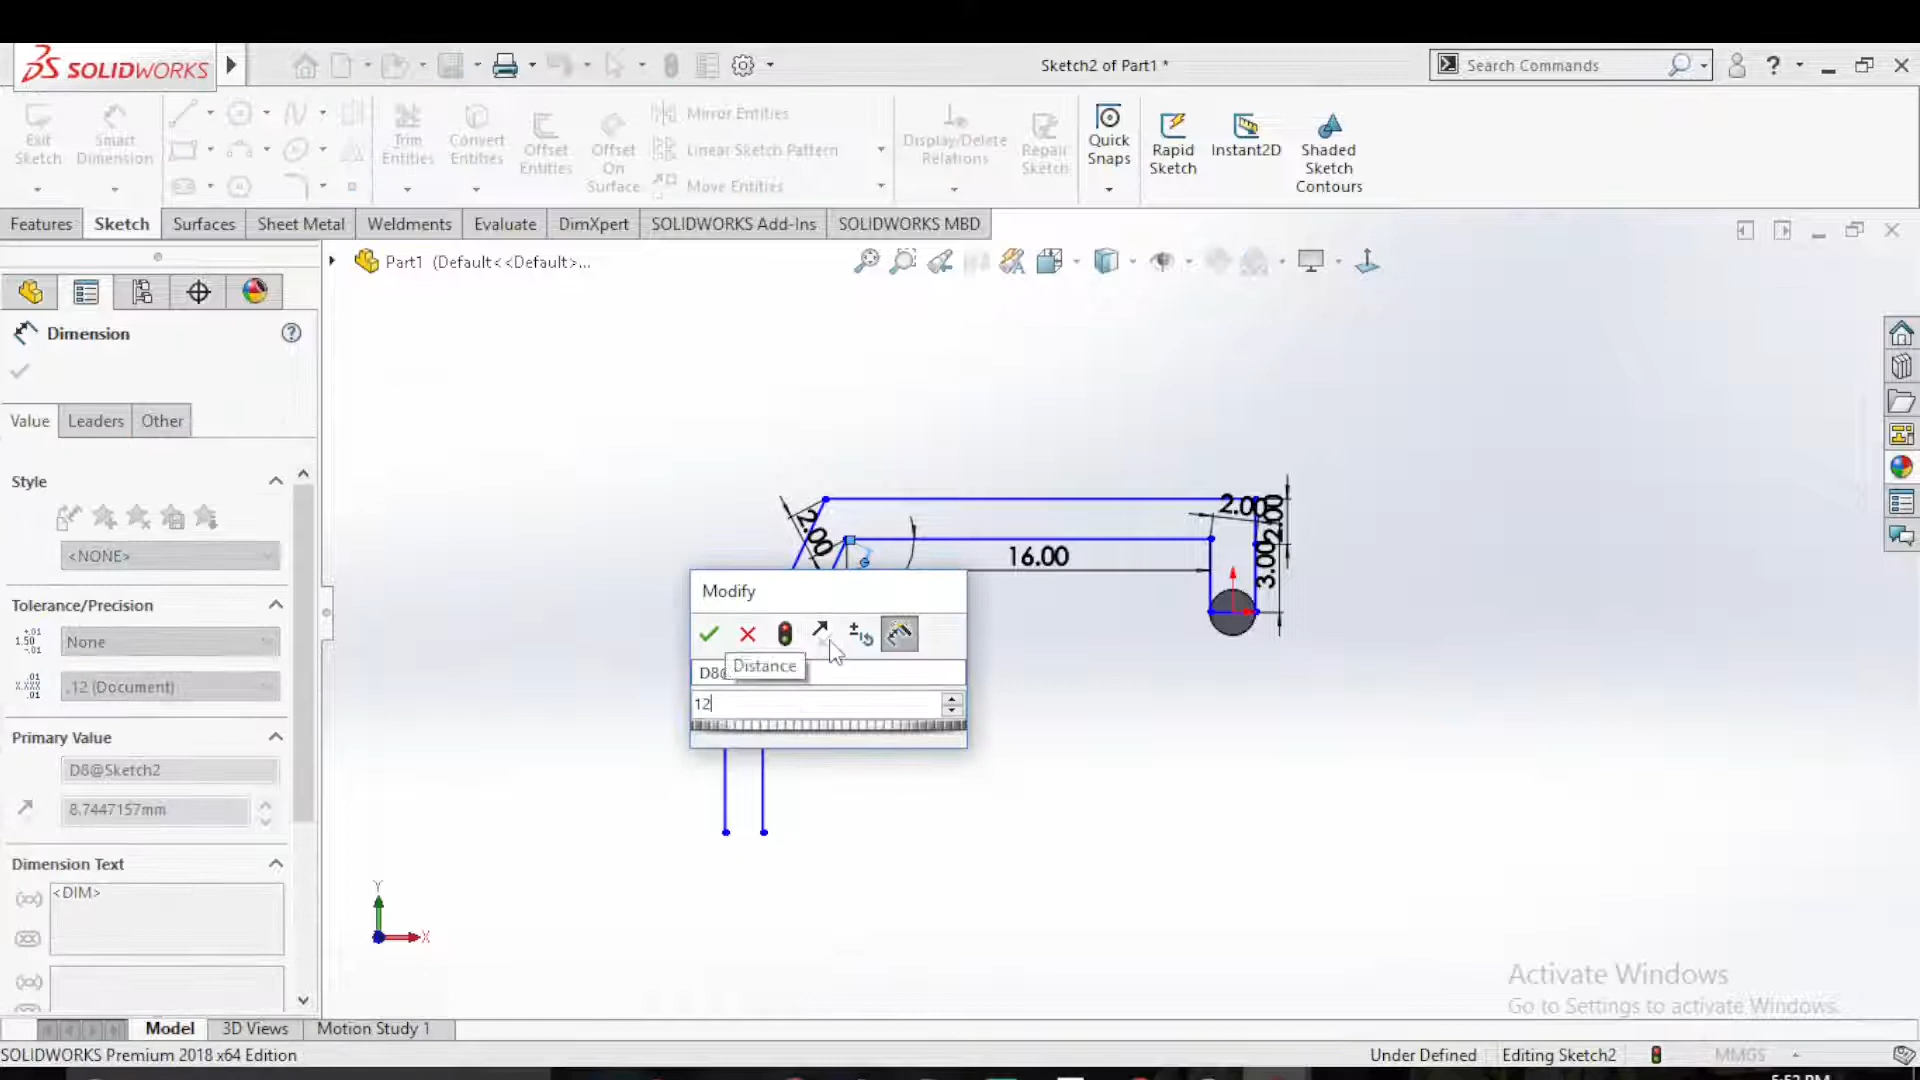 SOLIDWORKS
Sketch2 of Part1 *
Search Commands
Exit Sketch
Smart Dimension
Trim Entities
Convert Entities
Offset Entities
Offset On Surface
Mirror Entities
Linear Sketch Pattern
Move Entities
Display/Delete Relations
Repair Sketch
Quick Snaps
Rapid Sketch
Instant2D
Shaded Sketch Contours
Features
Sketch
Surfaces
Sheet Metal
Weldments
Evaluate
DimXpert
SOLIDWORKS Add-Ins
SOLIDWORKS MBD
Part1 (Default<<Default>...
Dimension
Value
Leaders
Other
Style
<NONE>
Tolerance/Precision
None
.12 (Document)
Primary Value
D8@Sketch2
8.7447157mm
Dimension Text
<DIM>
2.00
16.00
2.00
2.00
3.00
Modify
Distance
D8@
12
Y
X
Activate Windows
Go to Settings to activate Windows.
Model
3D Views
Motion Study 1
SOLIDWORKS Premium 2018 x64 Edition
Under Defined
Editing Sketch2
MMGS